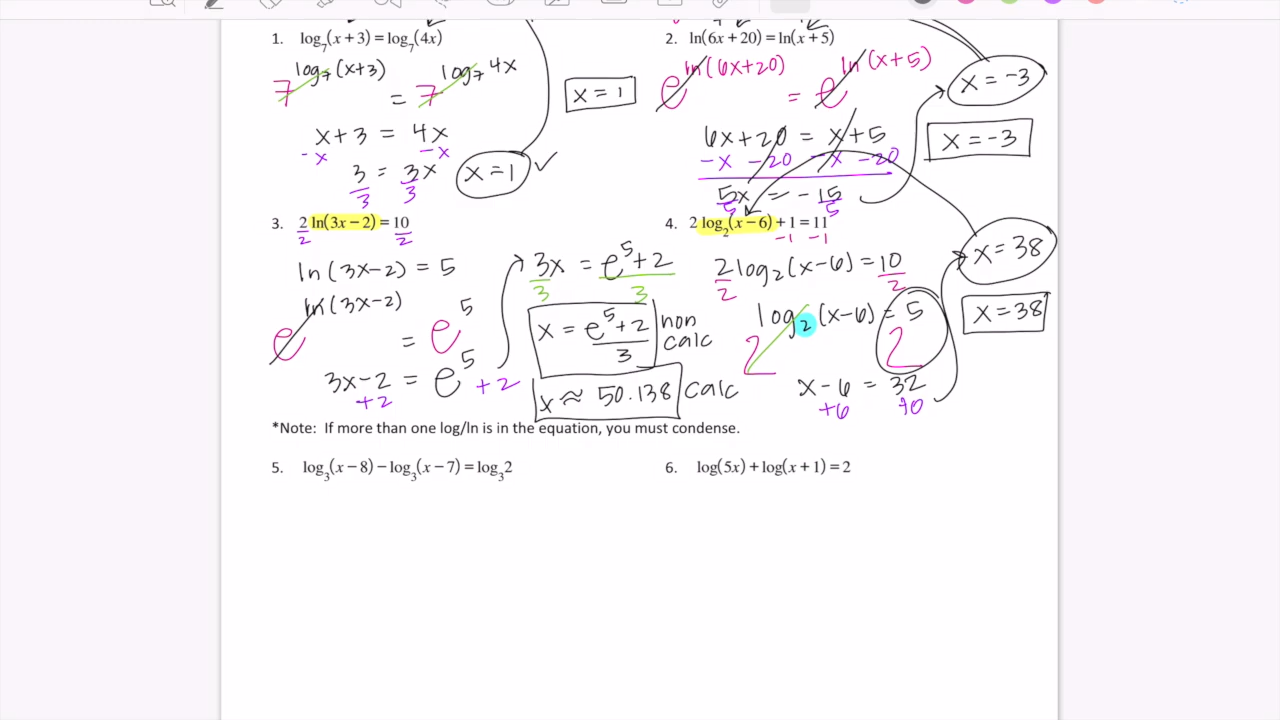 1. log₇(x + 3) = log₇(4x)
7^log₇(x+3) = 7^log₇4x
x+3 = 4x
-x -x
3 = 3x
3 3
x=1 ✓
x=1
2. ln(6x + 20) = ln(x + 5)
e^ln(6x+20) = e^ln(x+5)
6x+20 = x+5
-x -20 -x -20
5x = -15
5 5
x=-3
x=-3
3. 2 ln(3x − 2) = 10
2 2
ln(3x-2) = 5
e^ln(3x-2) = e^5
3x-2 = e^5
+2 +2
3x = e^5+2
3 3
x = e^5+2 non
3 calc
x ≈ 50.138 calc
4. 2 log₂(x − 6) + 1 = 11
-1 -1
2log₂(x-6) = 10
2 2
log₂(x-6) = 5
2 2
x-6 = 32
+6 +6
x=38
x=38
*Note: If more than one log/ln is in the equation, you must condense.
5. log₃(x − 8) − log₃(x − 7) = log₃2
6. log(5x) + log(x + 1) = 2